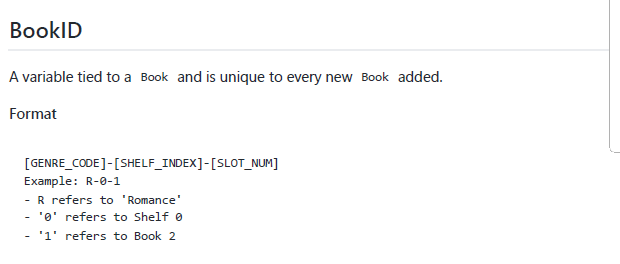 BookID
A variable tied to a Book and is unique to every new Book added.
Format
[GENRE_CODE]-[SHELF_INDEX]-[SLOT_NUM]
Example: R-0-1
- R refers to 'Romance'
- '0' refers to Shelf 0
- '1' refers to Book 2